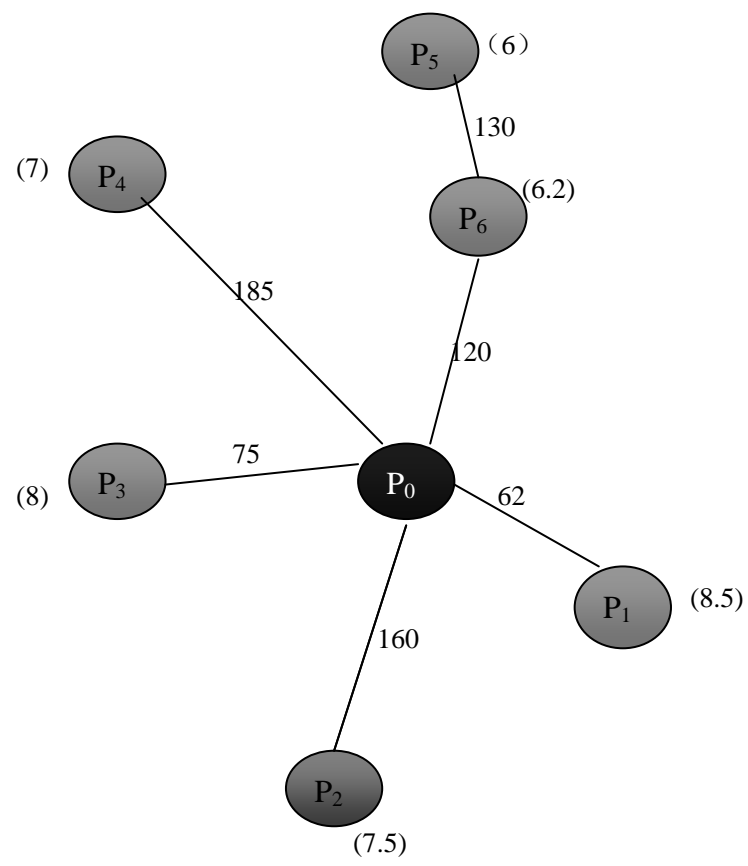 P₅ （6）
130
(7) P₄
P₆ (6.2)
185
120
75
P₃
(8)
P₀
62
P₁ (8.5)
160
P₂
(7.5)